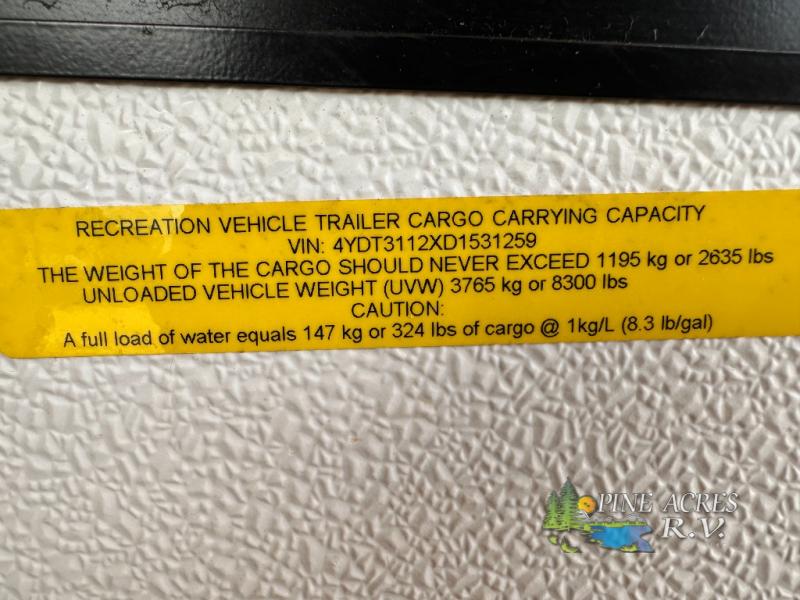 RECREATION VEHICLE TRAILER CARGO CARRYING CAPACITY
VIN: 4YDT3112XD1531259
THE WEIGHT OF THE CARGO SHOULD NEVER EXCEED 1195 kg or 2635 lbs
UNLOADED VEHICLE WEIGHT (UVW) 3765 kg or 8300 lbs
CAUTION:
A full load of water equals 147 kg or 324 lbs of cargo @ 1kg/L (8.3 lb/gal)
PINE ACRES
R.V.